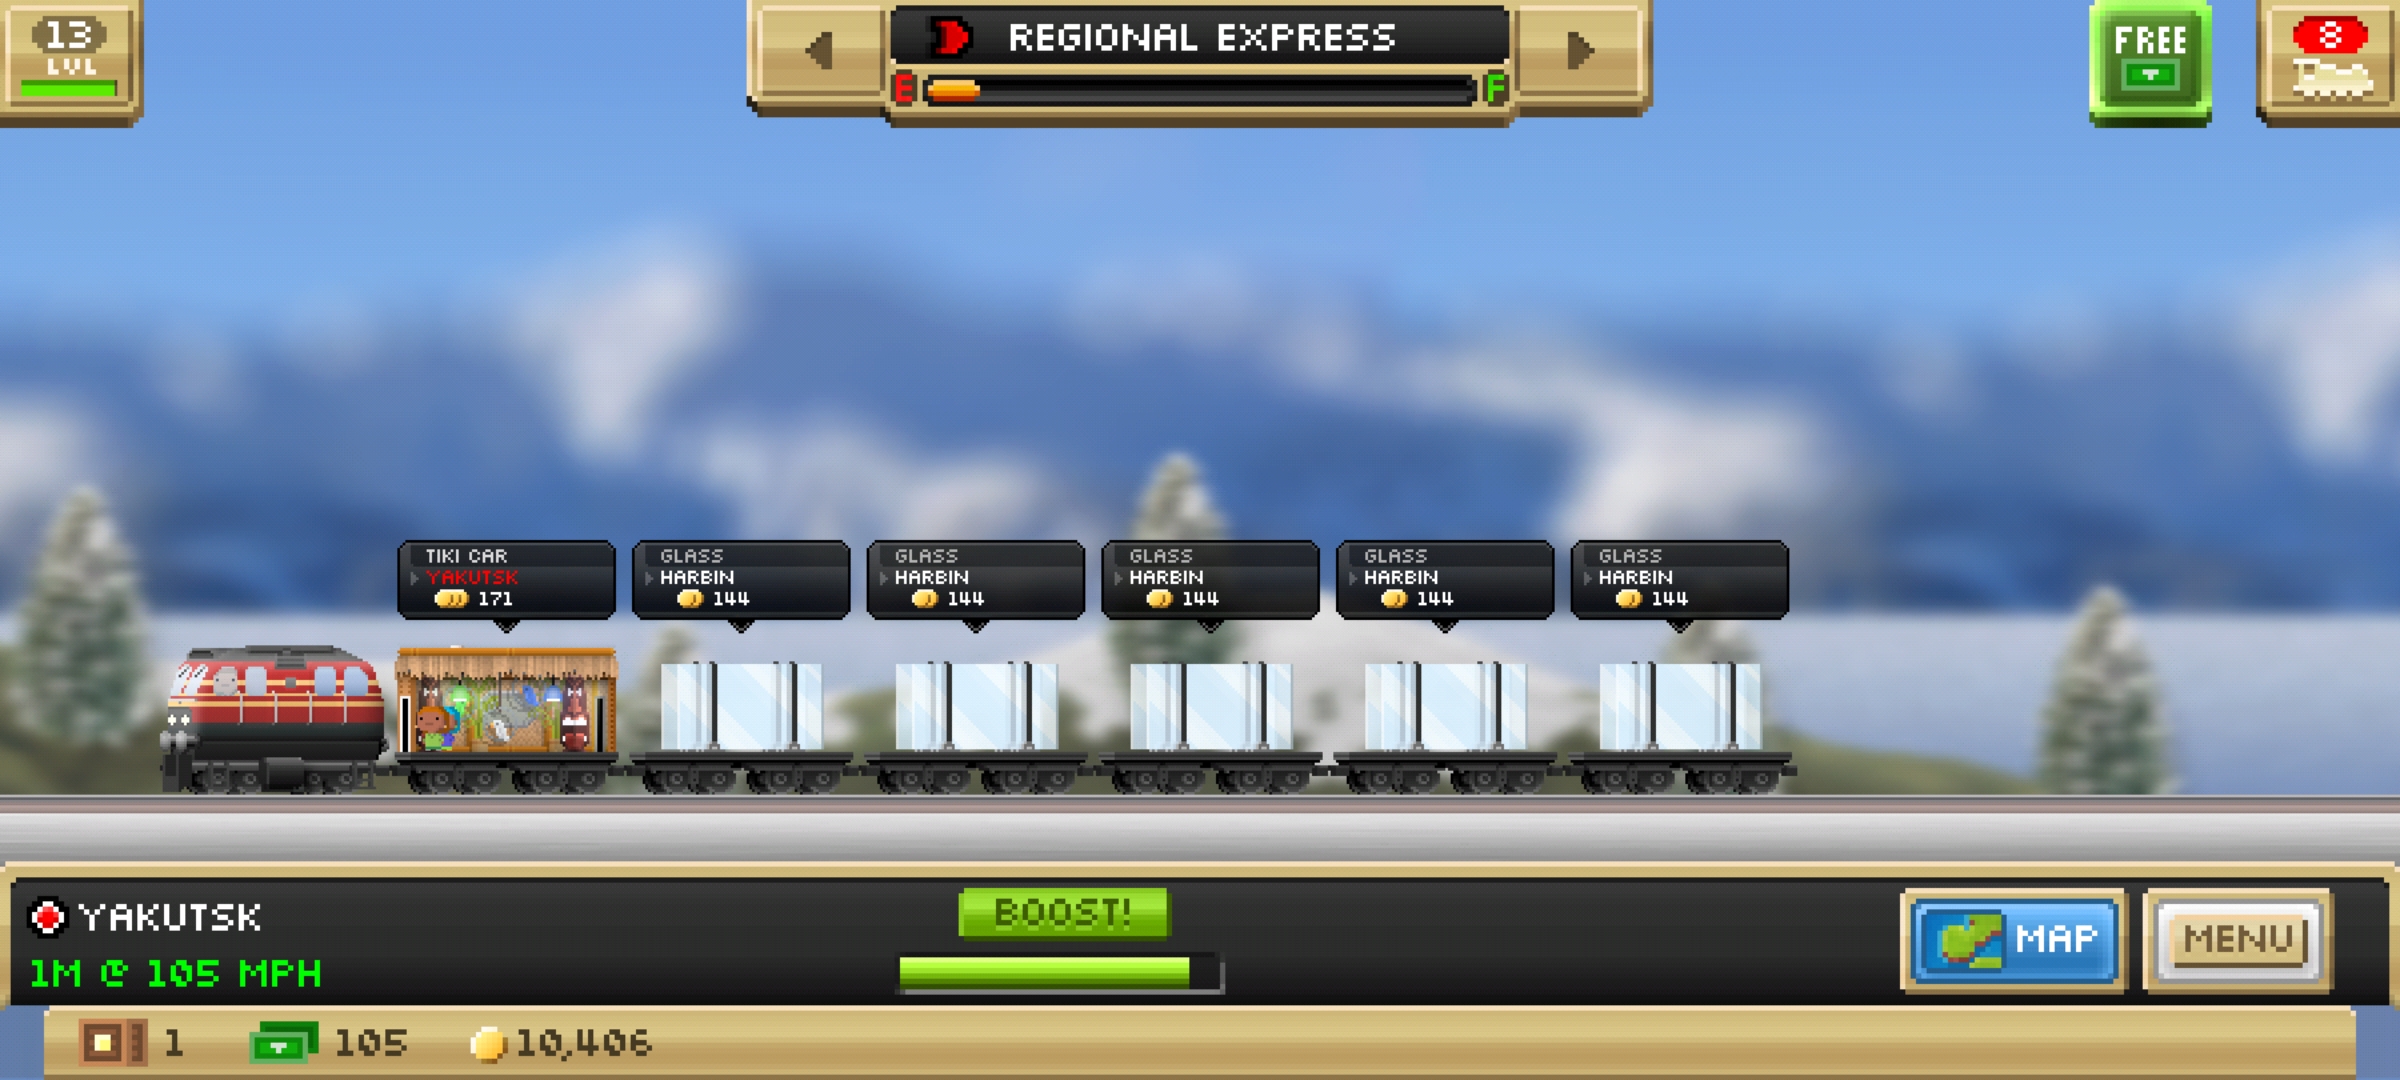 13
LVL
REGIONAL EXPRESS
E
F
FREE
8
TIKI CAR
YAKUTSK
171
GLASS
HARBIN
144
GLASS
HARBIN
144
GLASS
HARBIN
144
GLASS
HARBIN
144
GLASS
HARBIN
144
YAKUTSK
1M @ 105 MPH
BOOST!
MAP
MENU
1
105
10,406